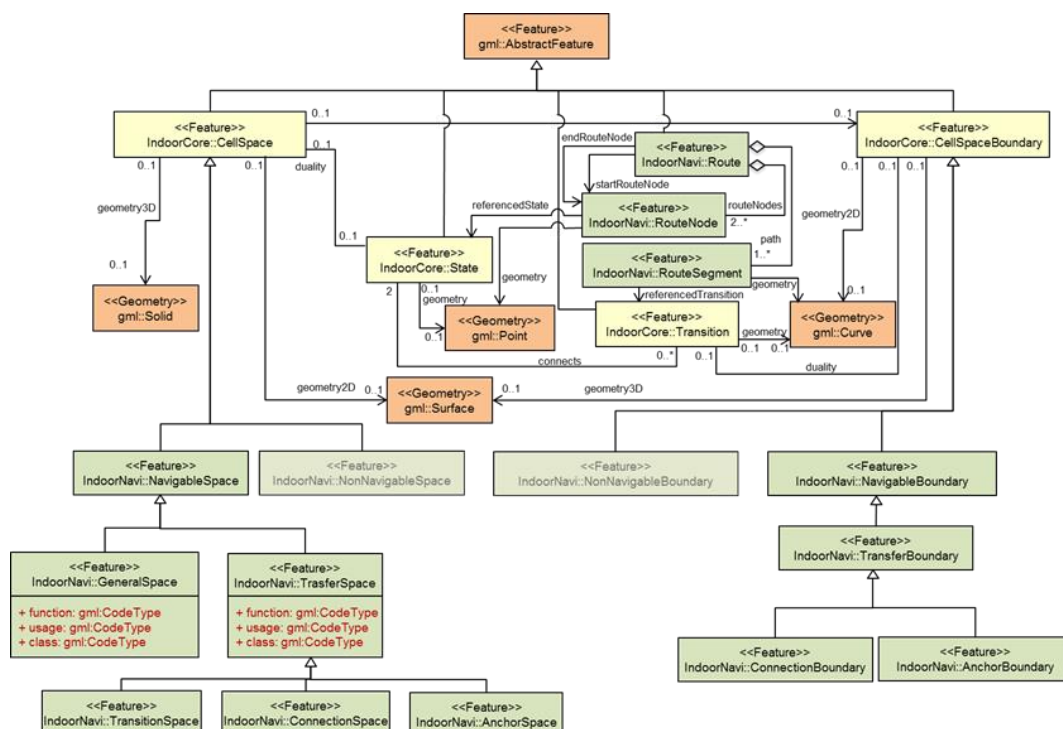 <<Feature>>
gml::AbstractFeature
0..1
0..1
<<Feature>>
IndoorCore::CellSpace
0..1
0..1
0..1
duality
endRouteNode
<<Feature>>
IndoorNavi::Route
<<Feature>>
IndoorCore::CellSpaceBoundary
0..1
0..1
0..1
geometry3D
startRouteNode
referencedState
<<Feature>>
IndoorNavi::RouteNode
routeNodes
2..*
geometry2D
path
1..*
0..1
<<Feature>>
IndoorCore::State
2
0..1
geometry
0..1
geometry
<<Feature>>
IndoorNavi::RouteSegment
geometry
referencedTransition
0..1
0..1
<<Geometry>>
gml::Solid
<<Geometry>>
gml::Point
<<Feature>>
IndoorCore::Transition
geometry
0..1
0..1
<<Geometry>>
gml::Curve
connects
0..*
0..1
duality
geometry2D
0..1
<<Geometry>>
gml::Surface
0..1
geometry3D
<<Feature>>
IndoorNavi::NavigableSpace
<<Feature>>
IndoorNavi::NonNavigableSpace
<<Feature>>
IndoorNavi::NonNavigableBoundary
<<Feature>>
IndoorNavi::NavigableBoundary
<<Feature>>
IndoorNavi::GeneralSpace
+ function: gml:CodeType
+ usage: gml:CodeType
+ class: gml:CodeType
<<Feature>>
IndoorNavi::TrasferSpace
+ function: gml:CodeType
+ usage: gml:CodeType
+ class: gml:CodeType
<<Feature>>
IndoorNavi::TransferBoundary
<<Feature>>
IndoorNavi::ConnectionBoundary
<<Feature>>
IndoorNavi::AnchorBoundary
<<Feature>>
IndoorNavi::TransitionSpace
<<Feature>>
IndoorNavi::ConnectionSpace
<<Feature>>
IndoorNavi::AnchorSpace